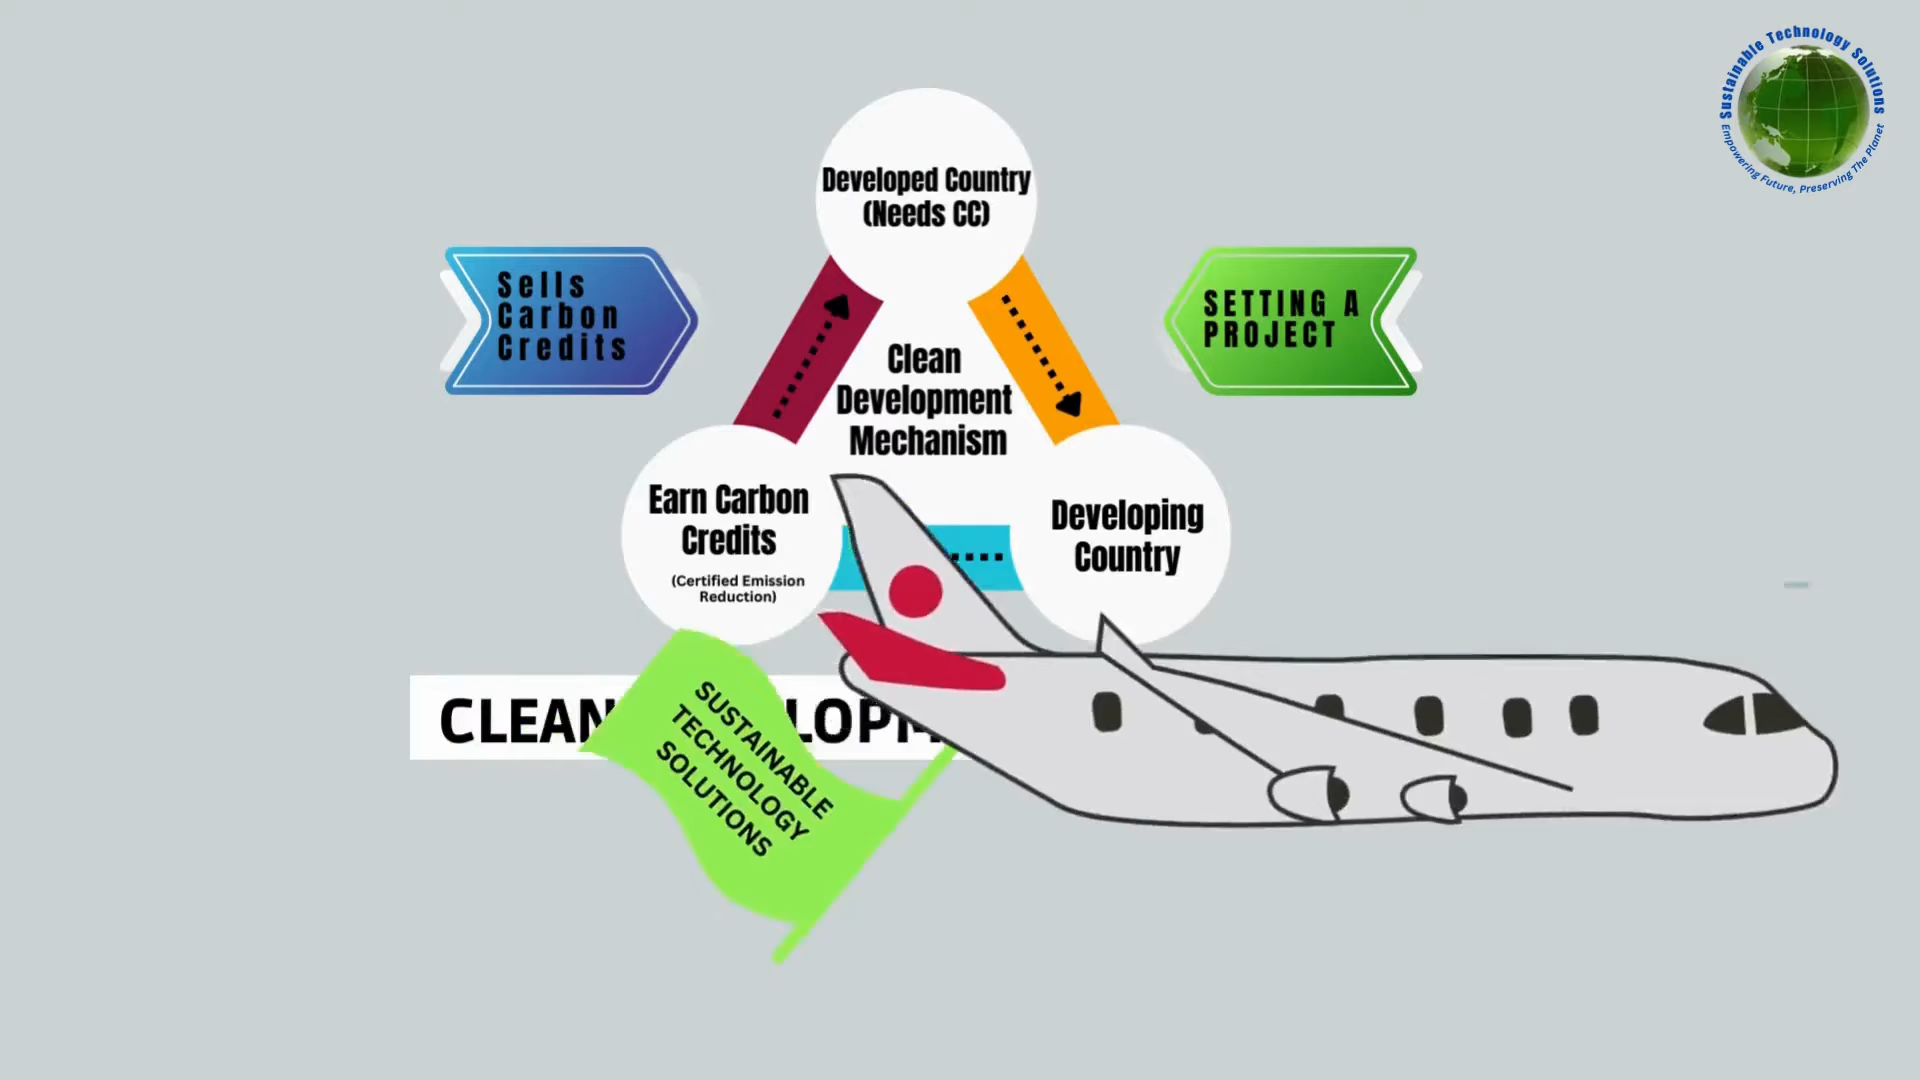 Sustainable Technology Solutions
Empowering Future, Preserving The Planet
Developed Country
(Needs CC)
Sells
Carbon
Credits
SETTING A
PROJECT
Clean
Development
Mechanism
Earn Carbon
Credits
(Certified Emission
Reduction)
Developing
Country
CLEAN
SUSTAINABLE
TECHNOLOGY
SOLUTIONS